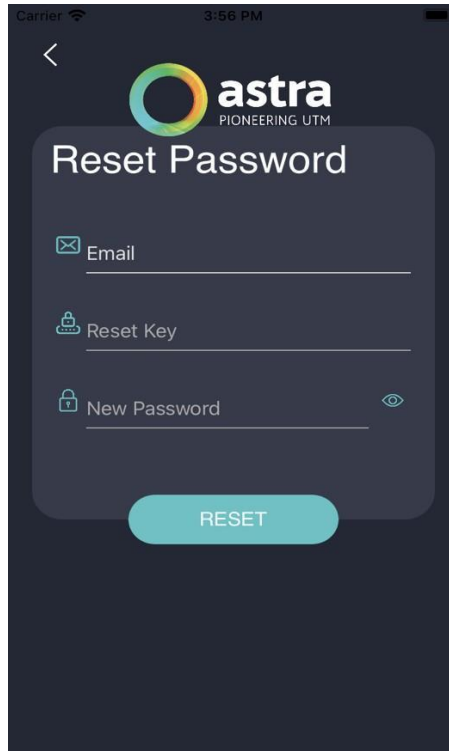 Carrier 3:56 PM
astra
PIONEERING UTM
Reset Password
Email
Reset Key
New Password
RESET